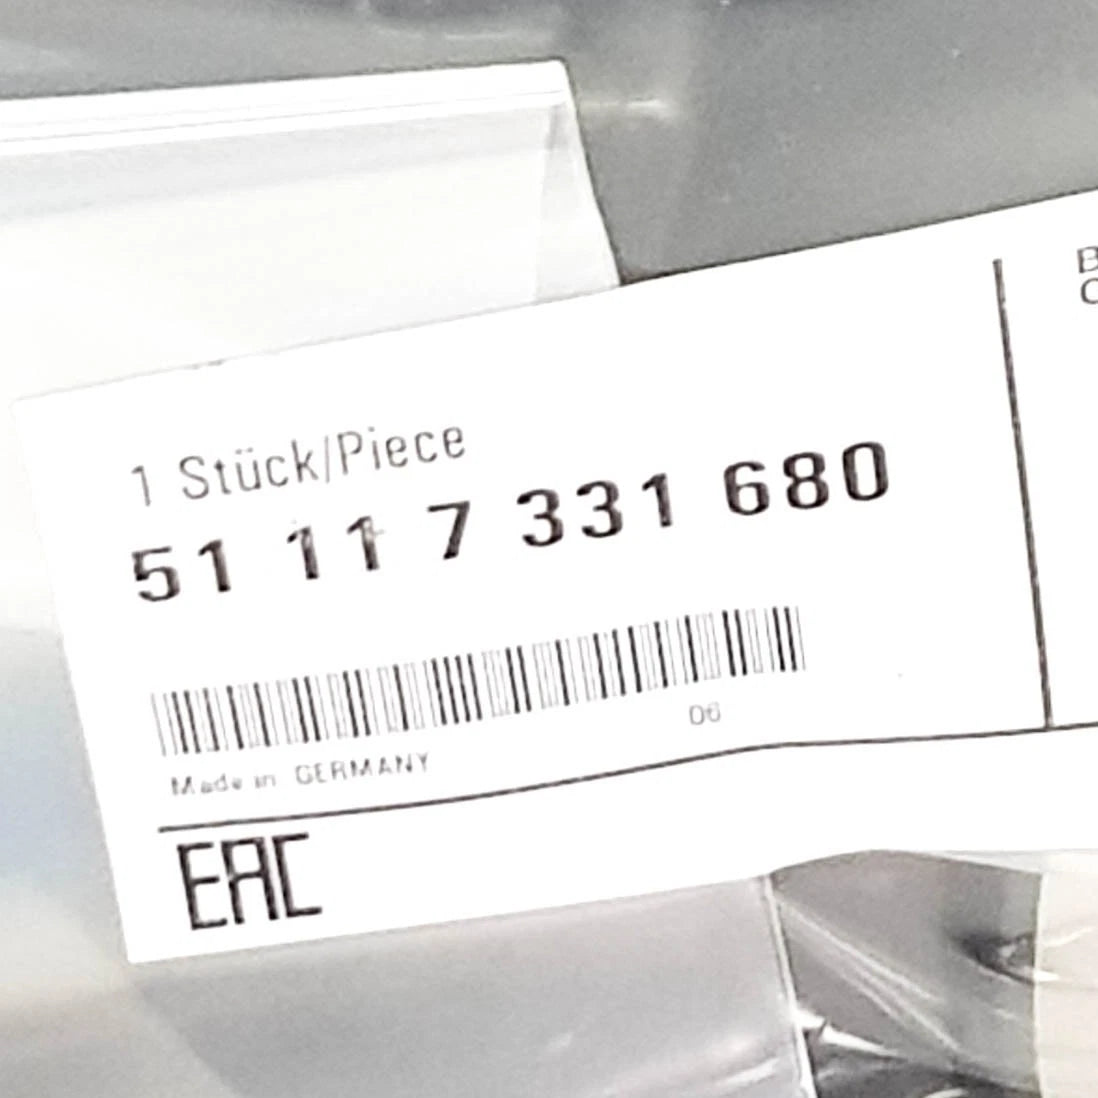 1 Stück/Piece
51 11 7 331 680
06
Made in GERMANY
EAC